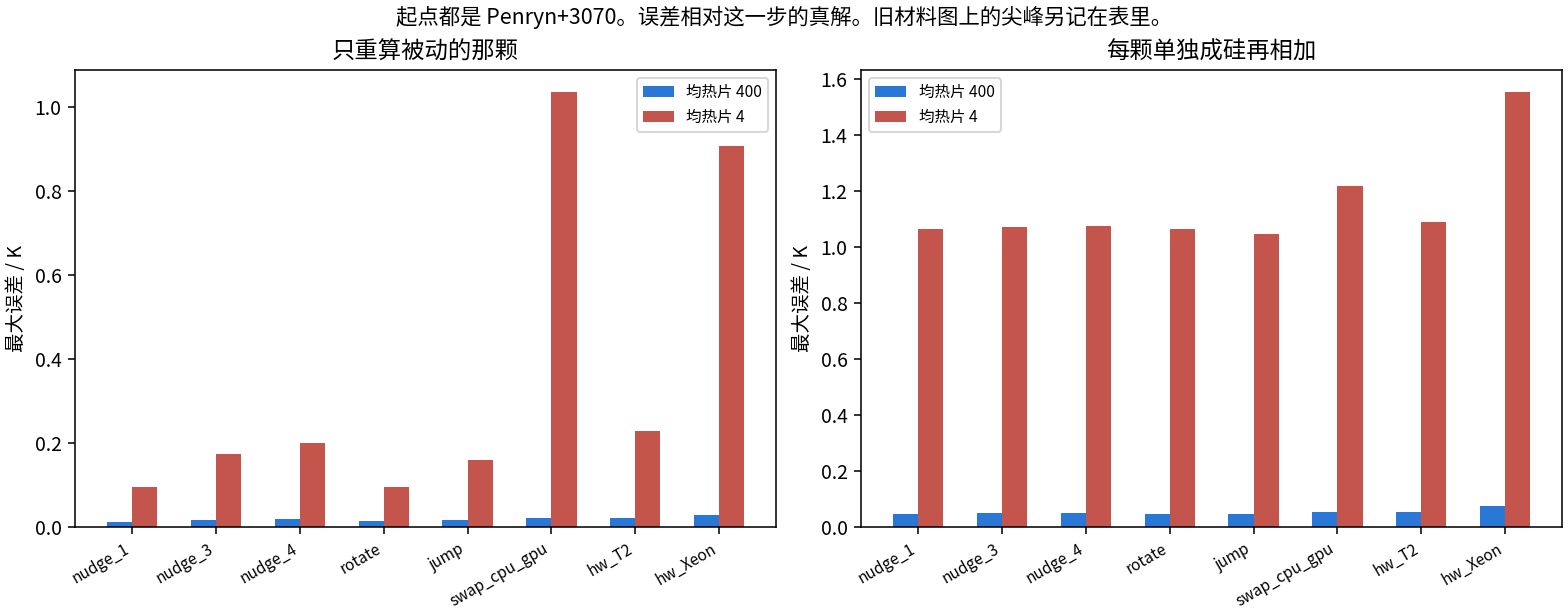 起点都是 Penryn+3070。误差相对这一步的真解。旧材料图上的尖峰另记在表里。
只重算被动的那颗
最大误差 / K
1.0
0.8
0.6
0.4
0.2
0.0
均热片 400
均热片 4
nudge_1
nudge_3
nudge_4
rotate
jump
swap_cpu_gpu
hw_T2
hw_Xeon
每颗单独成硅再相加
最大误差 / K
1.6
1.4
1.2
1.0
0.8
0.6
0.4
0.2
0.0
均热片 400
均热片 4
nudge_1
nudge_3
nudge_4
rotate
jump
swap_cpu_gpu
hw_T2
hw_Xeon